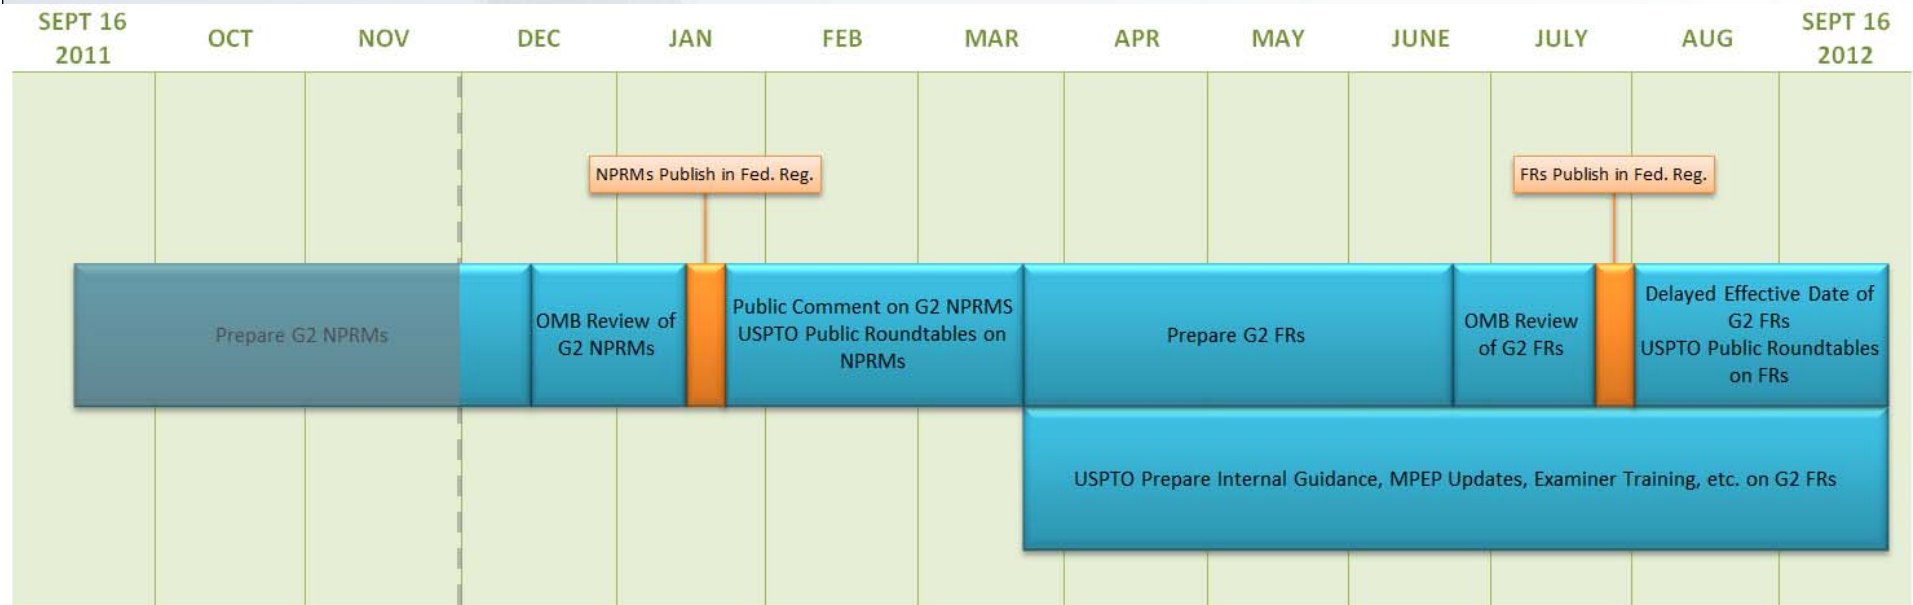 SEPT 16
2011
OCT
NOV
DEC
JAN
FEB
MAR
APR
MAY
JUNE
JULY
AUG
SEPT 16
2012
NPRMs Publish in Fed. Reg.
FRs Publish in Fed. Reg.
Prepare G2 NPRMs
OMB Review of
G2 NPRMs
Public Comment on G2 NPRMS
USPTO Public Roundtables on
NPRMs
Prepare G2 FRs
OMB Review
of G2 FRs
Delayed Effective Date of
G2 FRs
USPTO Public Roundtables
on FRs
USPTO Prepare Internal Guidance, MPEP Updates, Examiner Training, etc. on G2 FRs